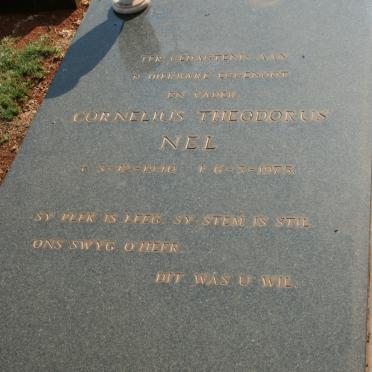 TER GEDAGTENIS AAN
'N DIERBARE EGGENOOT
EN VADER
CORNELIUS THEODORUS
NEL
SY PLEK IS LEEG, SY STEM IS STIL
ONS SWYG O HEER,
DIT WAS U WIL.